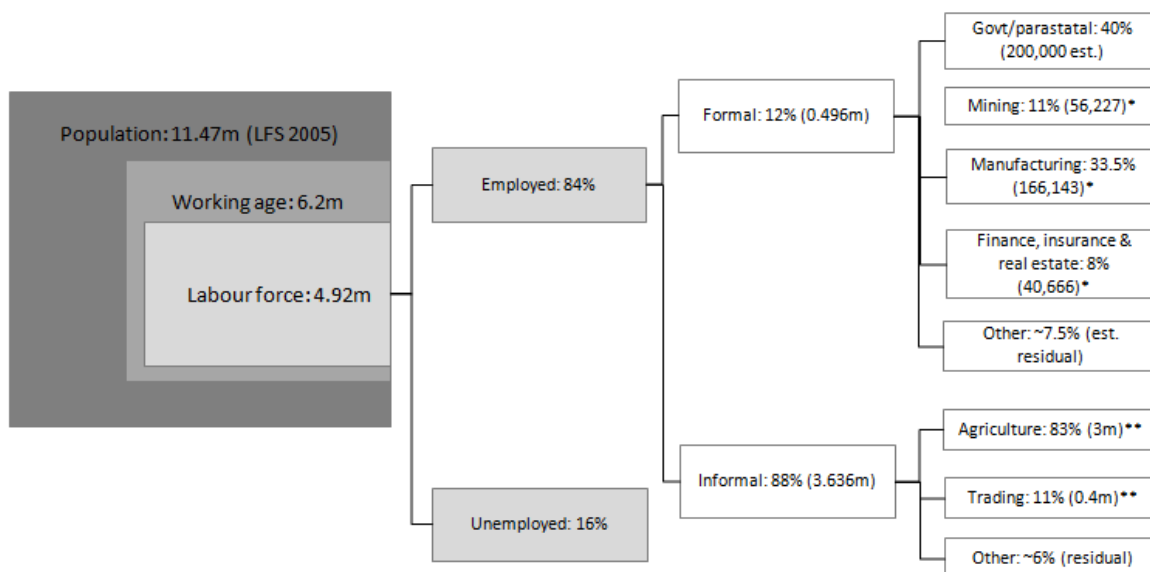 Population: 11.47m (LFS 2005)
Working age: 6.2m
Labour force: 4.92m
Employed: 84%
Unemployed: 16%
Formal: 12% (0.496m)
Informal: 88% (3.636m)
Govt/parastatal: 40%
(200,000 est.)
Mining: 11% (56,227)*
Manufacturing: 33.5%
(166,143)*
Finance, insurance &
real estate: 8%
(40,666)*
Other: ~7.5% (est.
residual)
Agriculture: 83% (3m)**
Trading: 11% (0.4m)**
Other: ~6% (residual)